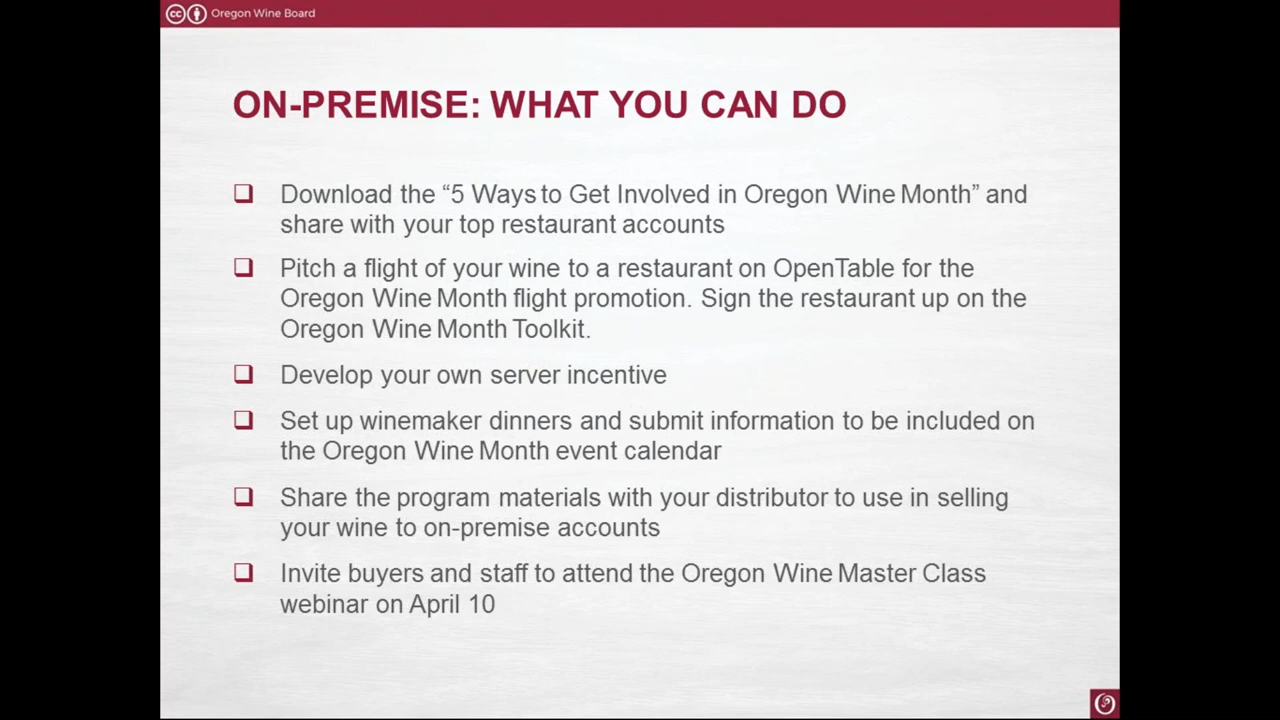 Oregon Wine Board
ON-PREMISE: WHAT YOU CAN DO
Download the “5 Ways to Get Involved in Oregon Wine Month” and
share with your top restaurant accounts
Pitch a flight of your wine to a restaurant on OpenTable for the
Oregon Wine Month flight promotion. Sign the restaurant up on the
Oregon Wine Month Toolkit.
Develop your own server incentive
Set up winemaker dinners and submit information to be included on
the Oregon Wine Month event calendar
Share the program materials with your distributor to use in selling
your wine to on-premise accounts
Invite buyers and staff to attend the Oregon Wine Master Class
webinar on April 10